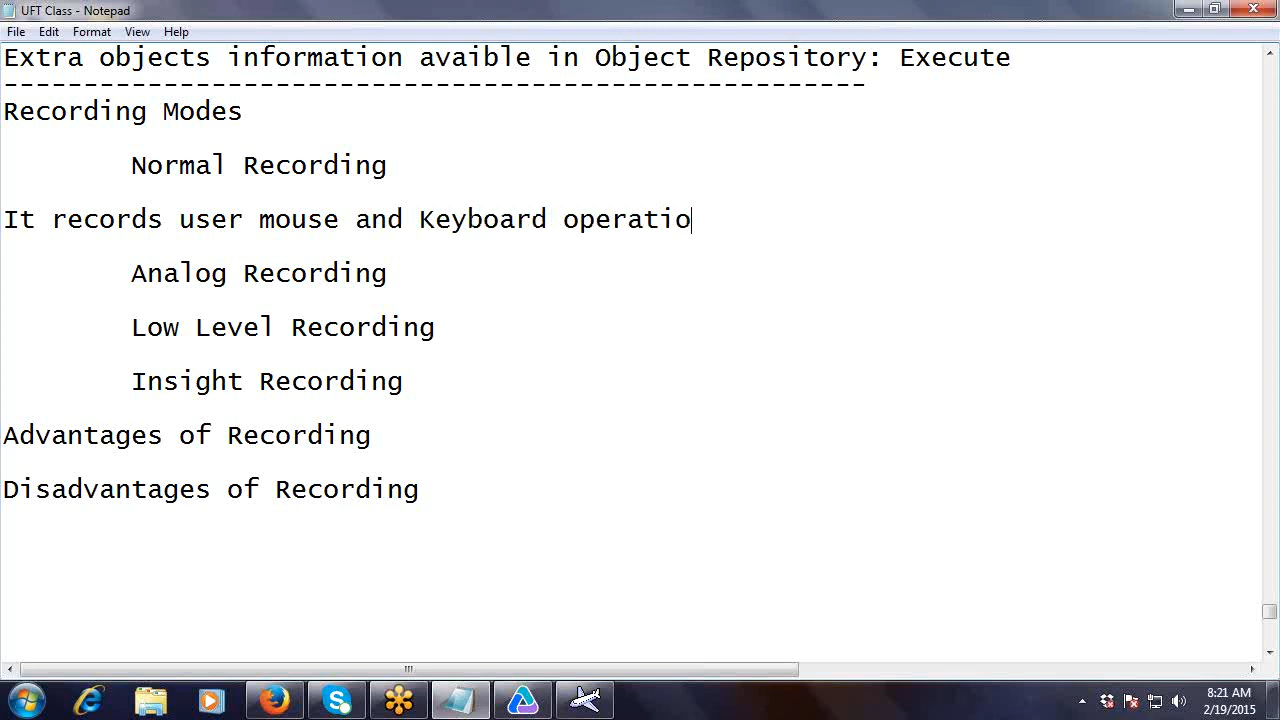 UFT Class - Notepad
File Edit Format View Help
Extra objects information avaible in Object Repository: Execute
------------------------------------------------------
Recording Modes
Normal Recording
It records user mouse and Keyboard operatio
Analog Recording
Low Level Recording
Insight Recording
Advantages of Recording
Disadvantages of Recording
8:21 AM
2/19/2015